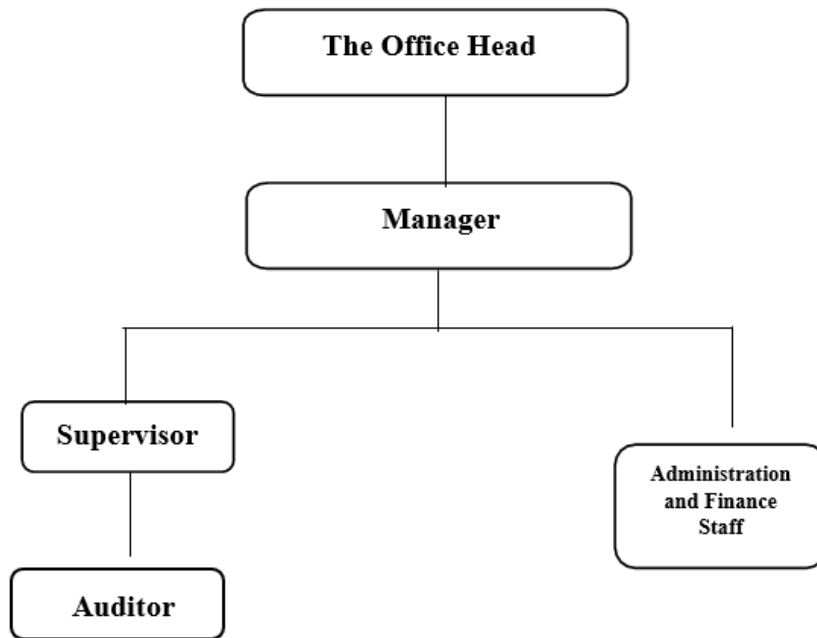 The Office Head
Manager
Supervisor
Administration
and Finance
Staff
Auditor